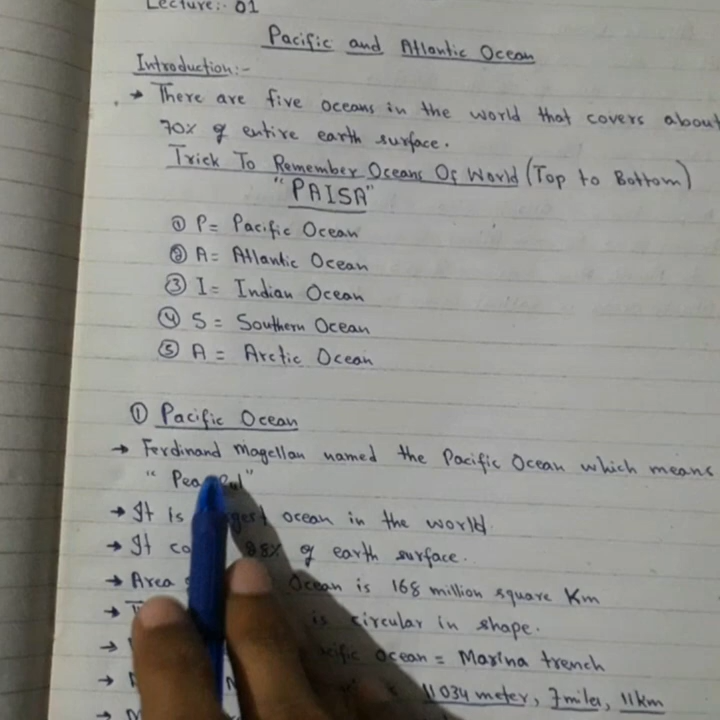 Lecture:- 01
Pacific and Atlantic Ocean
Introduction:-
→ There are five oceans in the world that covers about
70% of entire earth surface.
Trick To Remember Oceans Of World (Top to Bottom)
"PAISA"
① P= Pacific Ocean
② A= Atlantic Ocean
③ I= Indian Ocean
④ S = Southern Ocean
⑤ A = Arctic Ocean
① Pacific Ocean
→ Ferdinand Magellan named the Pacific Ocean which means
→ It is ocean in the world.
→ It of earth surface.
→ Area Ocean is 168 million square Km
→ is circular in shape.
→ ocean = Marina trench
→ 11034 meter, 7miles, 11km